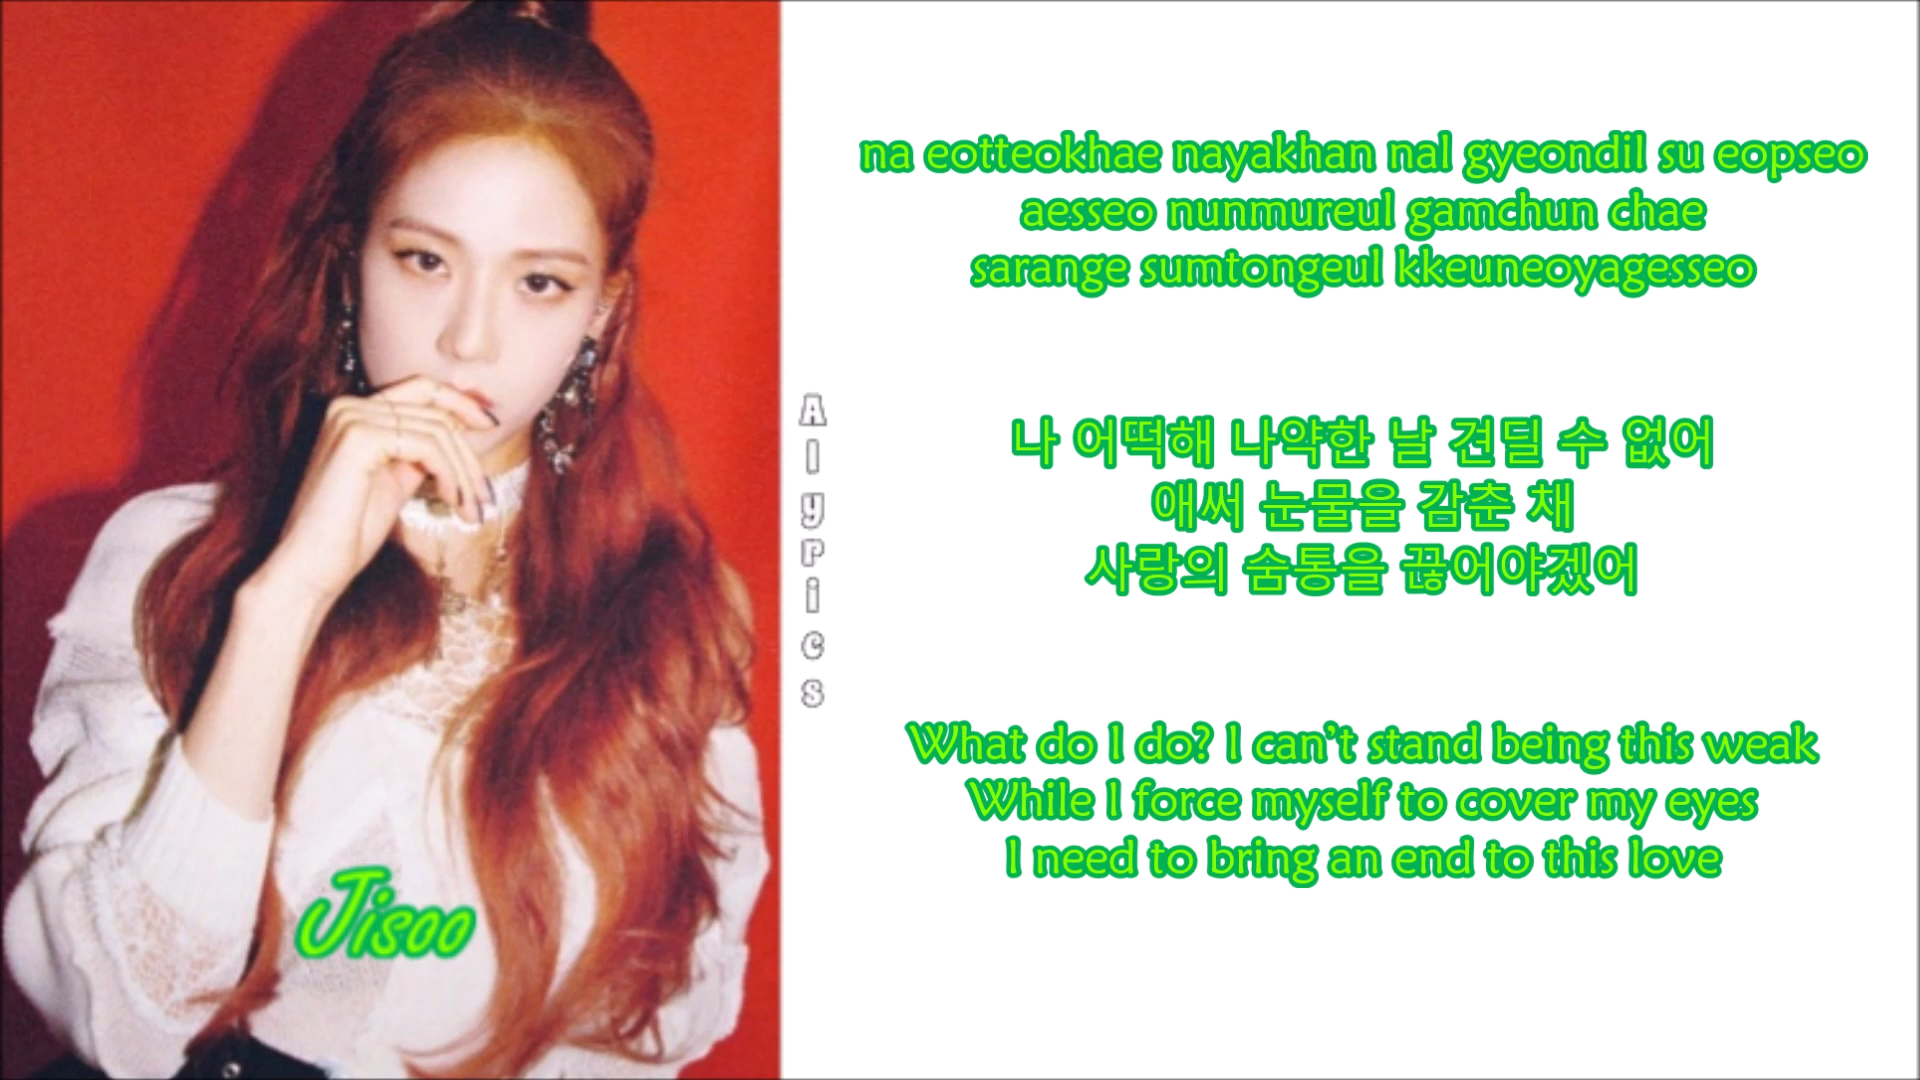 na eotteokhae nayakhan nal gyeondil su eopseo
aesseo nunmureul gamchun chae
sarange sumtongeul kkeuneoyagesseo
나 어떡해 나약한 날 견딜 수 없어
애써 눈물을 감춘 채
사랑의 숨통을 끊어야겠어
What do I do? I can't stand being this weak
While I force myself to cover my eyes
I need to bring an end to this love
Alypics
Jisoo